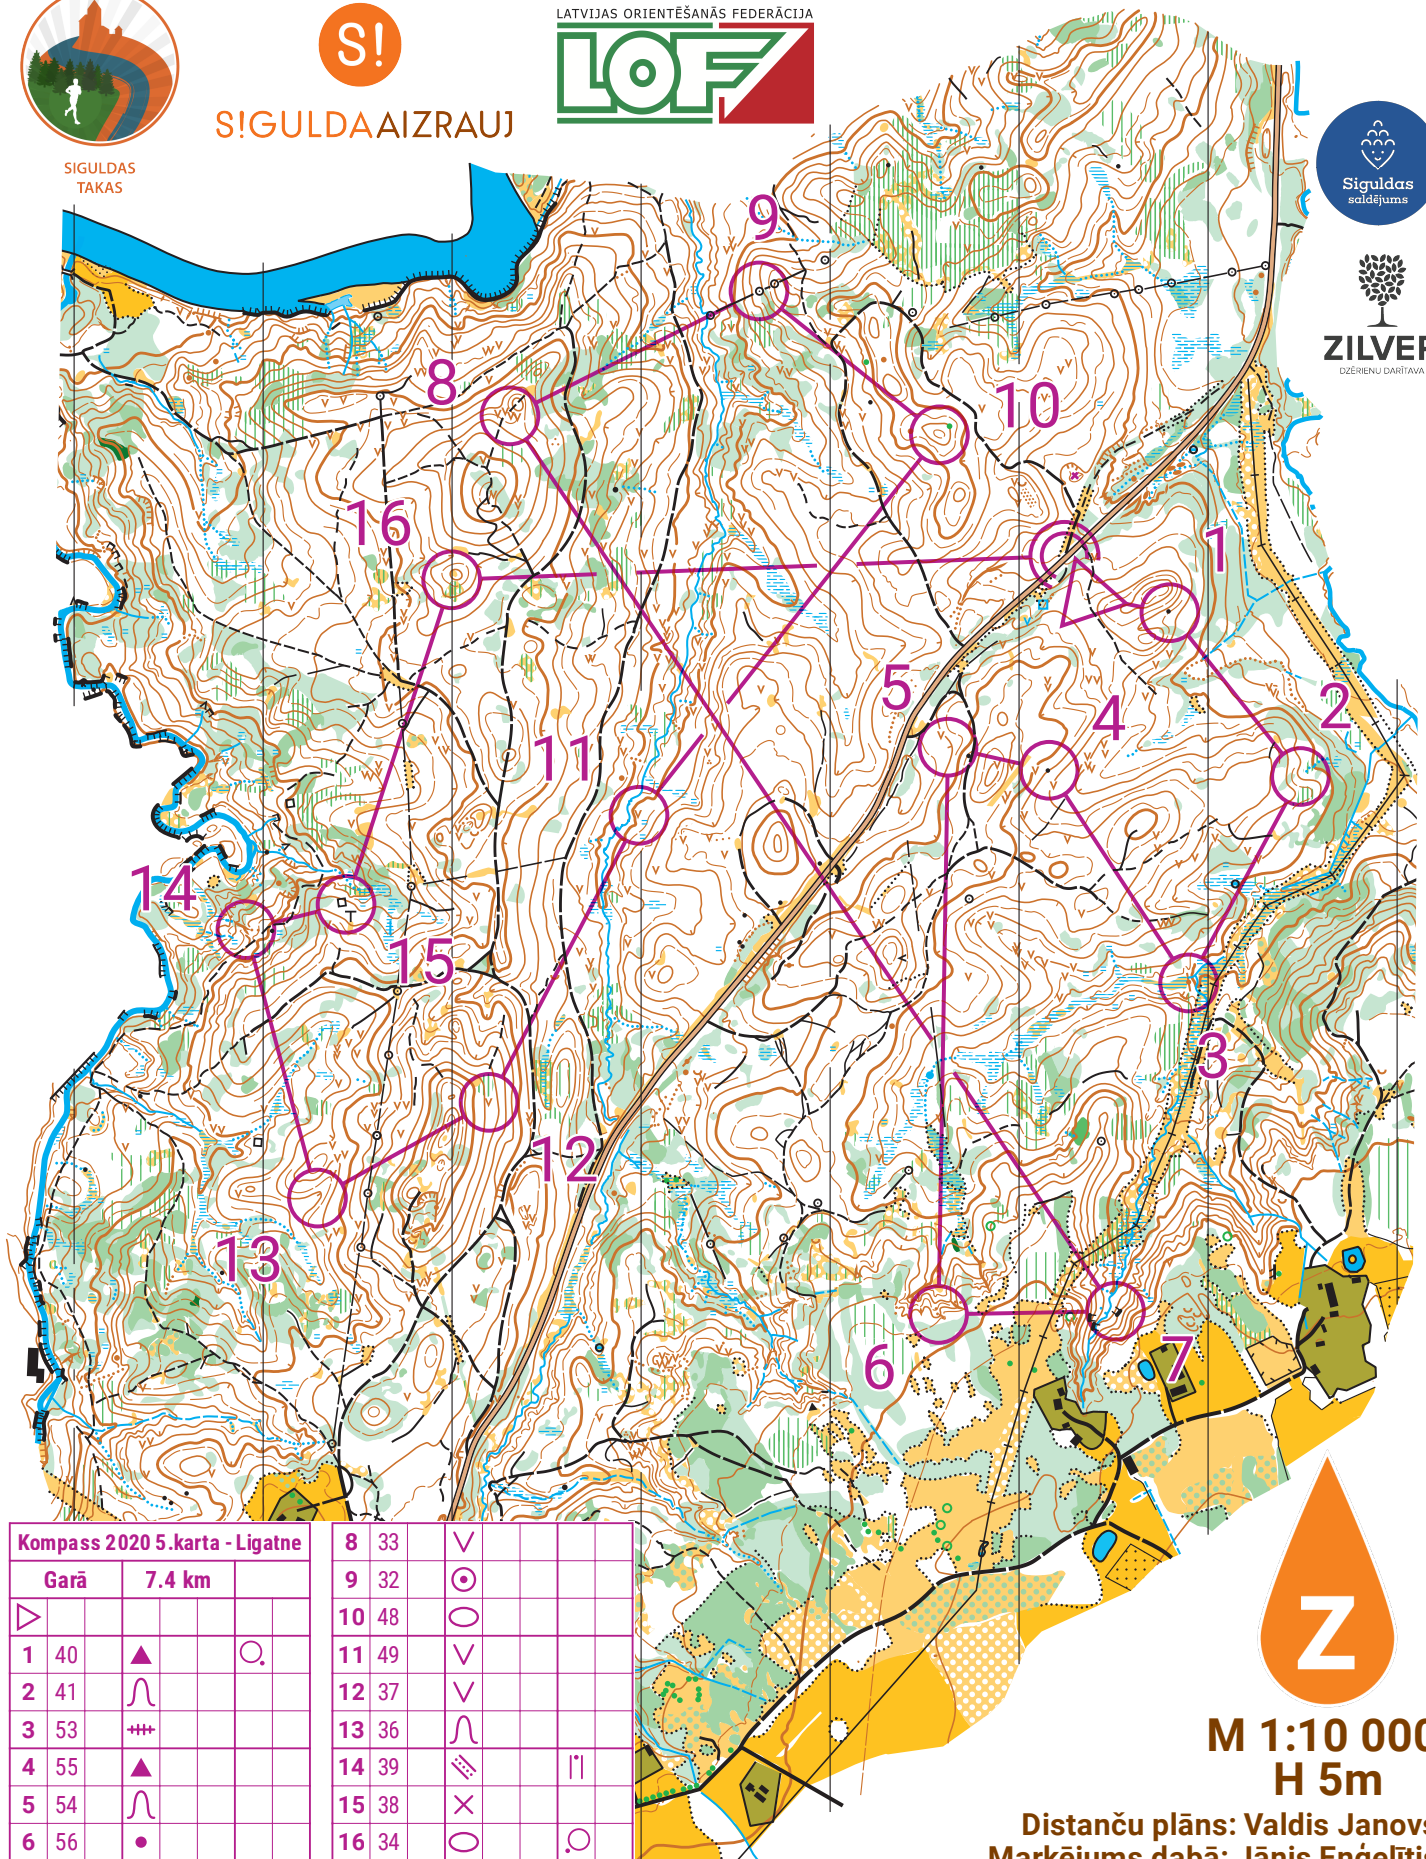 SIGULDAS
TAKAS
S!
S!GULDAAIZRAUJ
LATVIJAS ORIENTĒŠANĀS FEDERĀCIJA
LOF
Siguldas
saldējums
DZĒRIENU DARĪTAVA
9
8
10
16
1
5
4
2
11
14
15
3
12
13
6
7
Kompass 2020 5.karta - Ligatne
Garā 7.4 km
1 40
2 41
3 53
4 55
5 54
6 56
8 33
9 32
10 48
11 49
12 37
13 36
14 39
15 38
16 34
Z
M 1:10 000
H 5m
Distanču plāns: Valdis
Marķējums dabā: Jānis